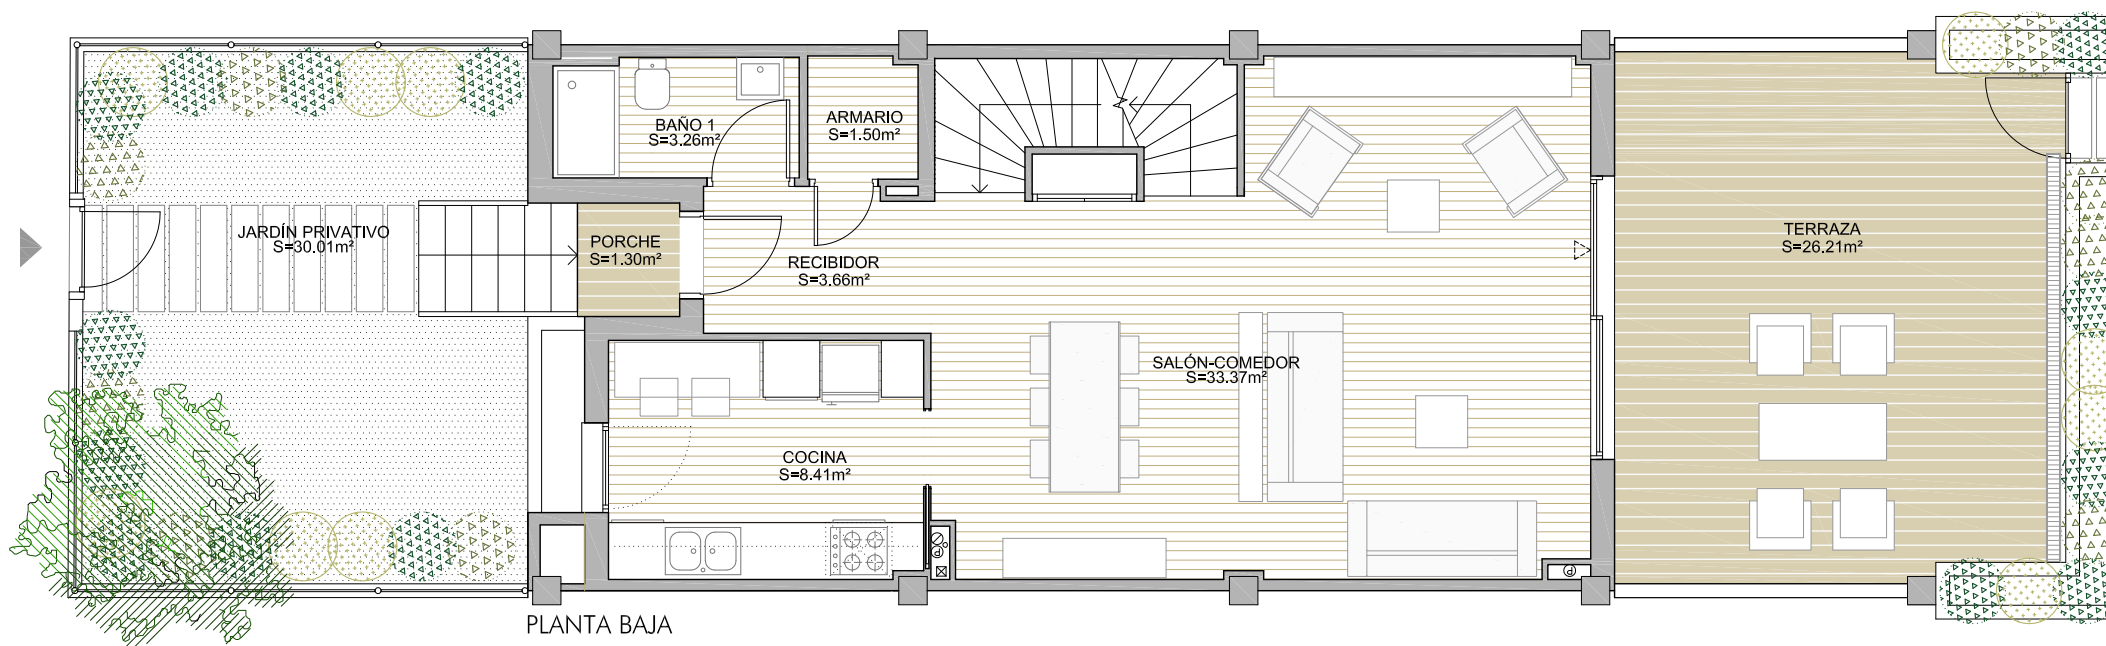 BAÑO 1
S=3.26m²
ARMARIO
S=1.50m²
JARDÍN PRIVATIVO
S=30.01m²
PORCHE
S=1.30m²
RECIBIDOR
S=3.66m²
TERRAZA
S=26.21m²
SALÓN-COMEDOR
S=33.37m²
COCINA
S=8.41m²
P
P
PLANTA BAJA